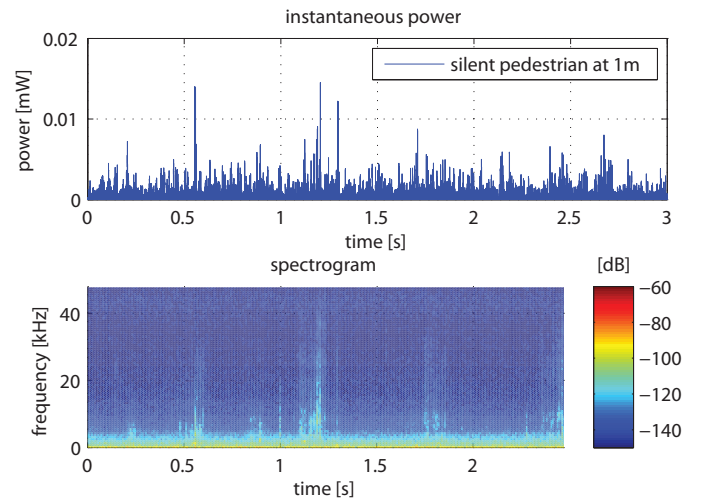 instantaneous power
0.02
silent pedestrian at 1m
power [mW]
0.01
0
0 0.5 1 1.5 2 2.5 3
time [s]
spectrogram
[dB]
frequency [kHz]
40
20
0
−60
−80
−100
−120
−140
0 0.5 1 1.5 2
time [s]